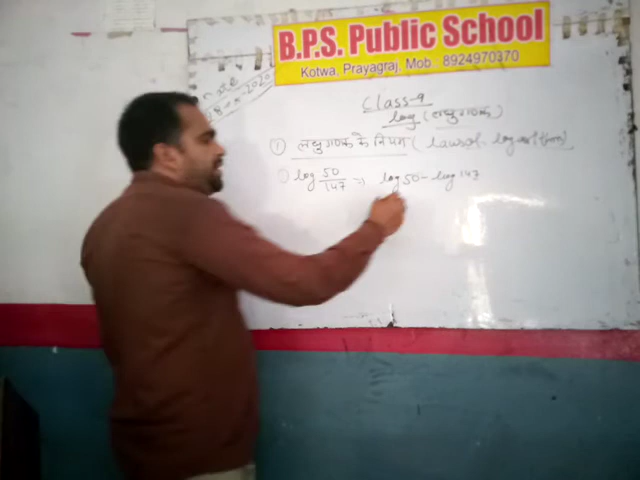 B.P.S. Public School
Kotwa, Prayagraj, Mob. 8924970370
Class-9
log (लघुगणक)
① लघुगणक के नियम ( laws of logarithm)
log 50/147 = log 50 - log 147